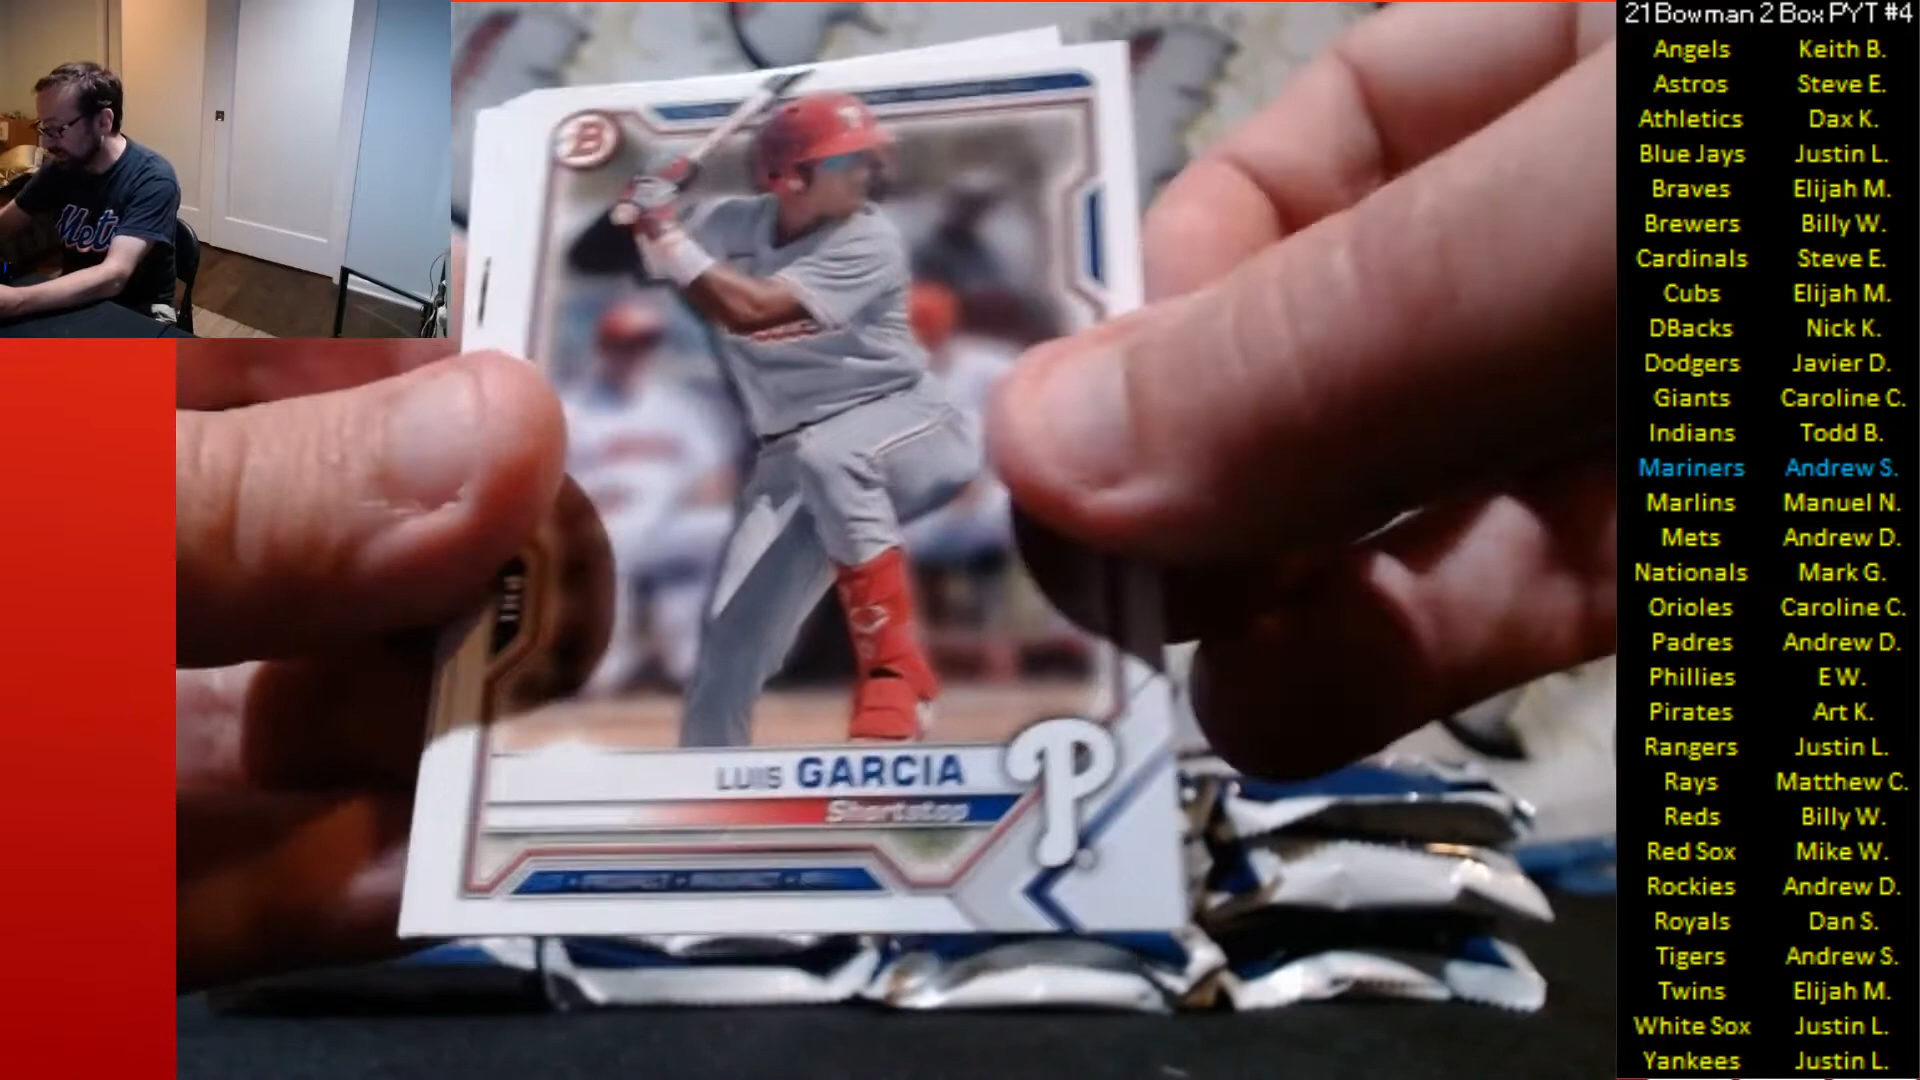 21 Bowman 2 Box PYT #4
Angels Keith B.
Astros Steve E.
Athletics Dax K.
Blue Jays Justin L.
Braves Elijah M.
Brewers Billy W.
Cardinals Steve E.
Cubs Elijah M.
DBacks Nick K.
Dodgers Javier D.
Giants Caroline C.
Indians Todd B.
Mariners Andrew S.
Marlins Manuel N.
Mets Andrew D.
Nationals Mark G.
Orioles Caroline C.
Padres Andrew D.
Phillies E W.
Pirates Art K.
Rangers Justin L.
Rays Matthew C.
Reds Billy W.
Red Sox Mike W.
Rockies Andrew D.
Royals Dan S.
Tigers Andrew S.
Twins Elijah M.
White Sox Justin L.
Yankees Justin L.
Mets
B
LUIS GARCIA
Shortstop
P
PROSPECT • PROSPECT